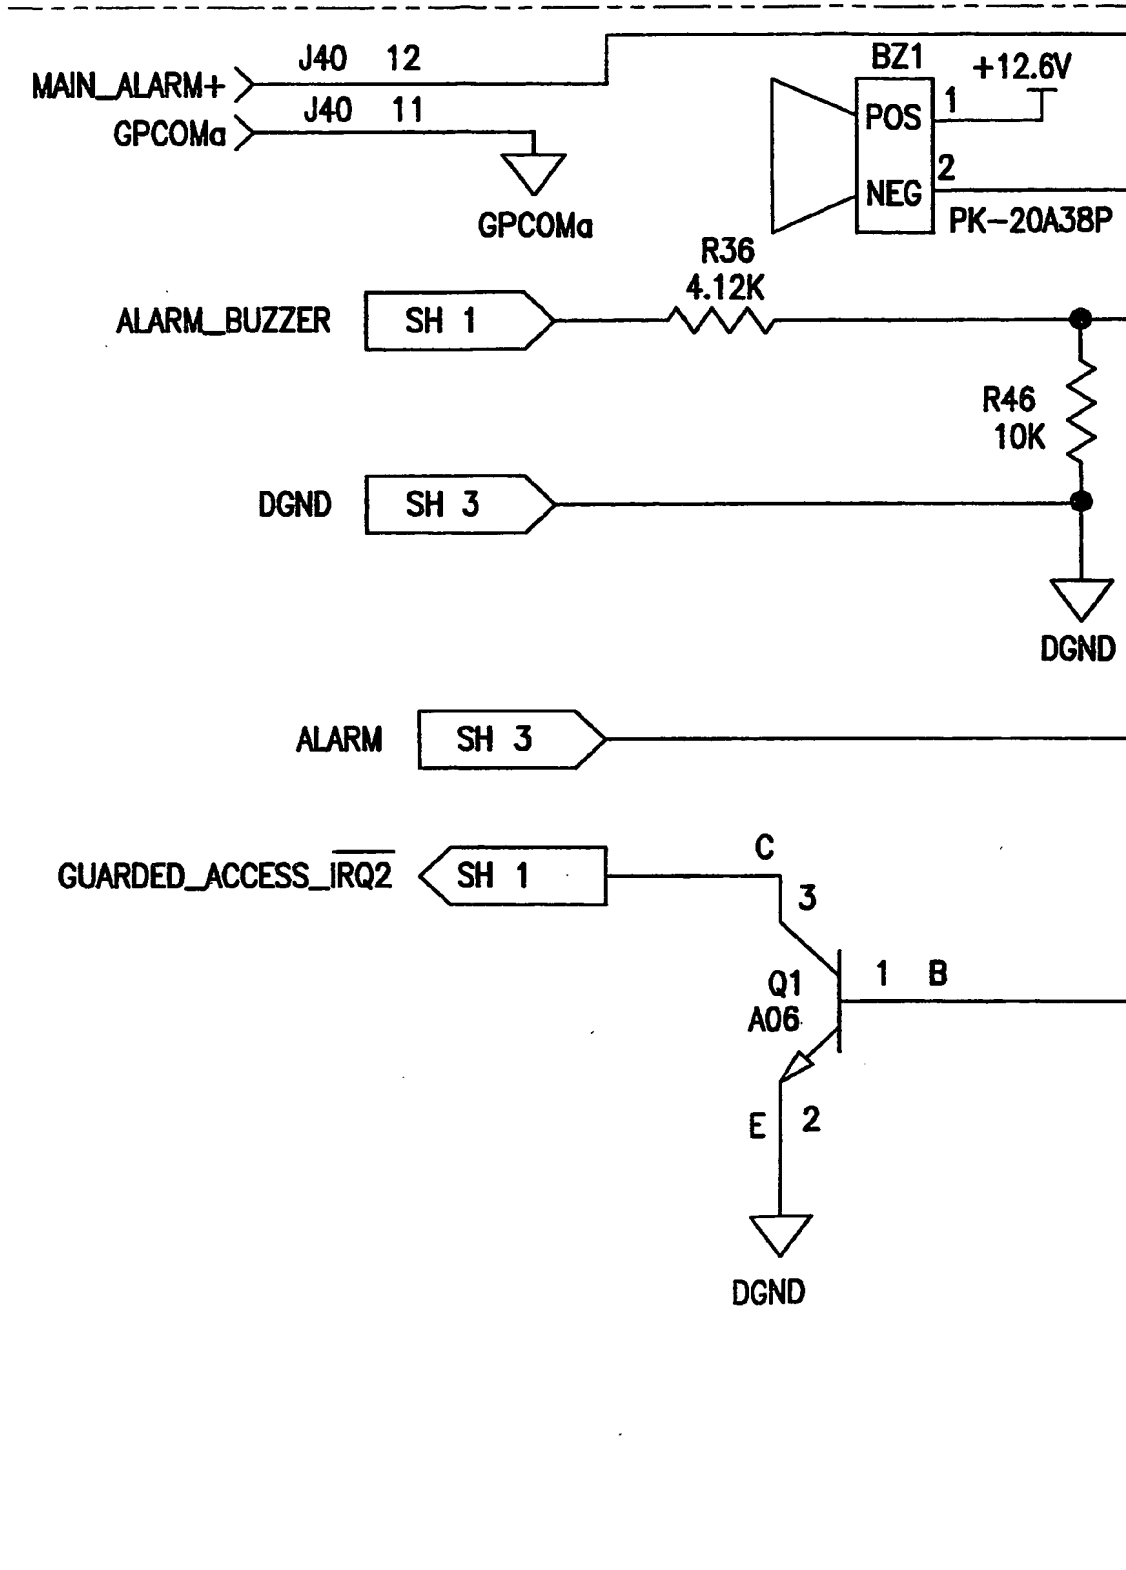 J40 12
MAIN_ALARM+
J40 11
GPCOMa
GPCOMa
BZ1
+12.6V
POS
1
NEG
2
PK-20A38P
R36
4.12K
ALARM_BUZZER
SH 1
R46
10K
DGND
SH 3
DGND
ALARM
SH 3
GUARDED_ACCESS_IRQ2
SH 1
C
3
Q1
A06
1 B
E
2
DGND